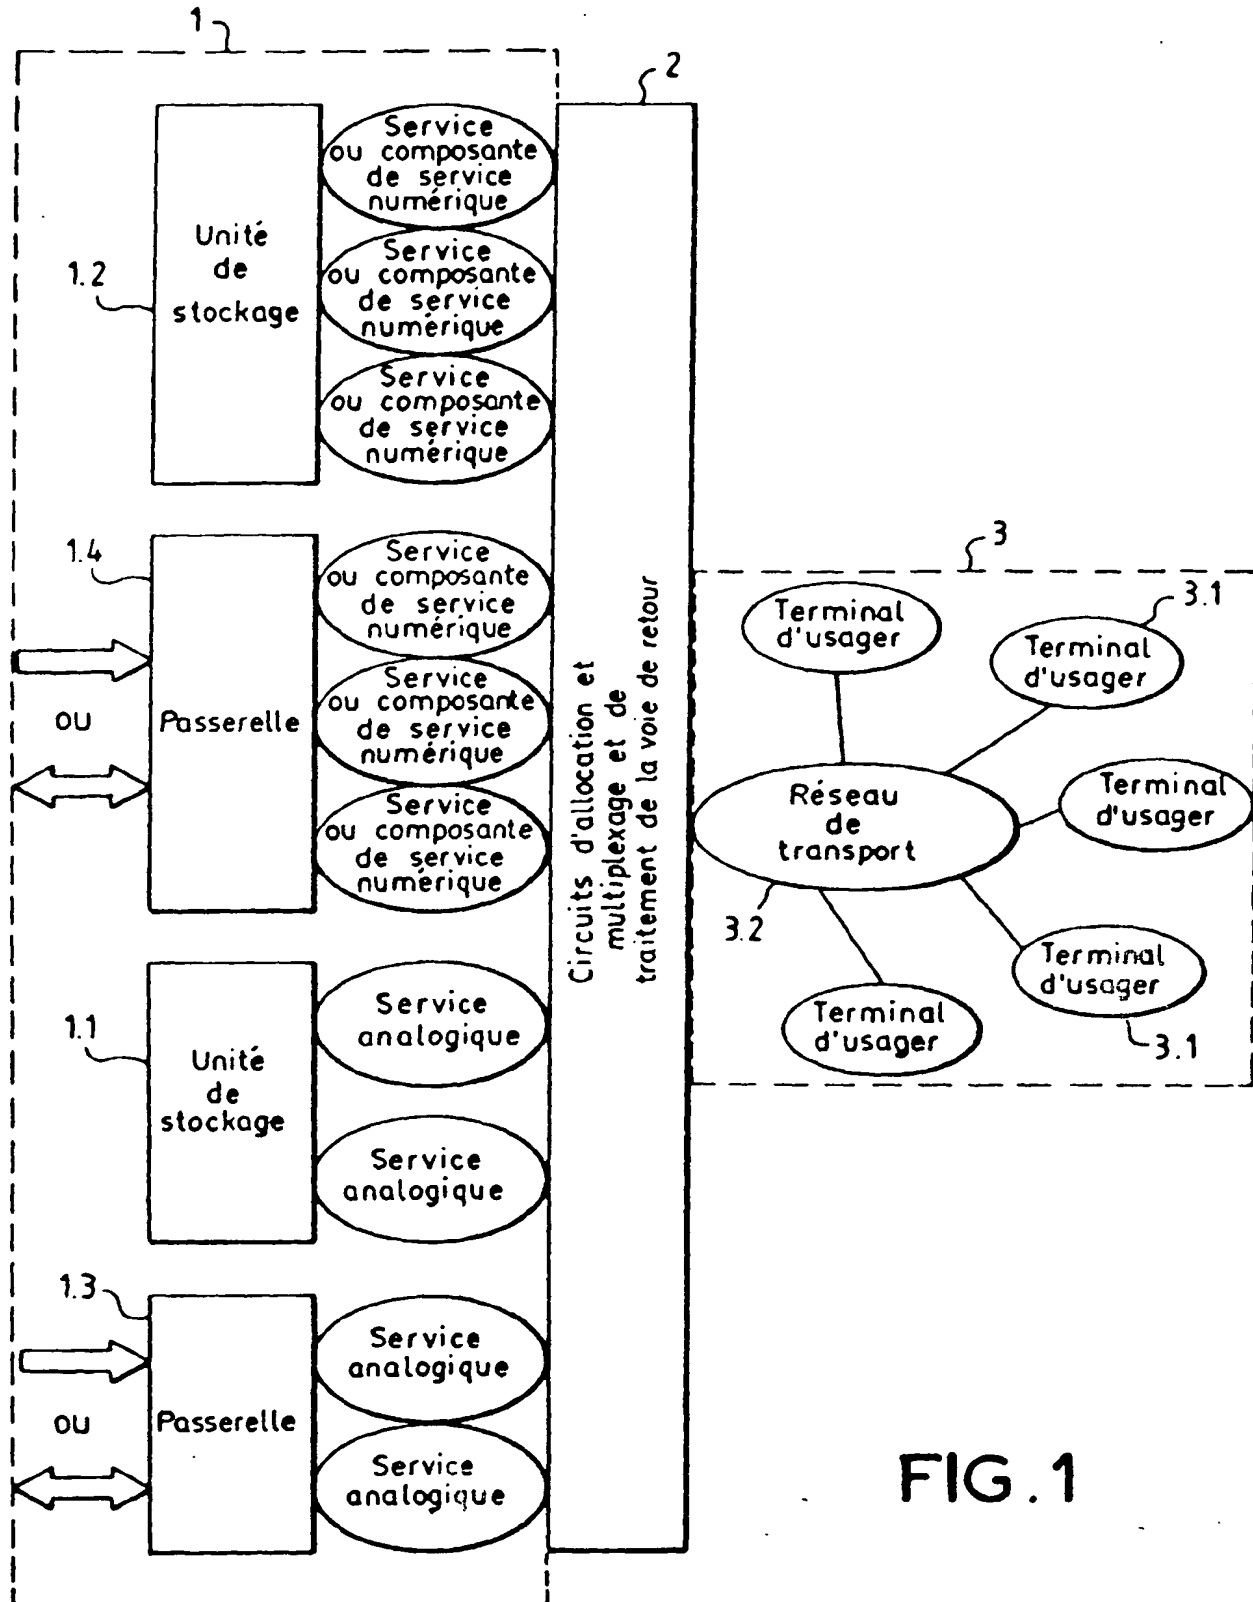 1
2
1.2
Unité
de
stockage
Service
ou composante
de service
numérique
Service
ou composante
de service
numérique
Service
ou composante
de service
numérique
1.4
ou
Passerelle
Service
ou composante
de service
numérique
Service
ou composante
de service
numérique
Service
ou composante
de service
numérique
1.1
Unité
de
stockage
Service
analogique
Service
analogique
1.3
ou
Passerelle
Service
analogique
Service
analogique
Circuits d'allocation et
multiplexage et de
traitement de la voie de retour
3
Terminal
d'usager
3.1
Terminal
d'usager
Terminal
d'usager
Réseau
de
transport
3.2
Terminal
d'usager
3.1
Terminal
d'usager
FIG.1